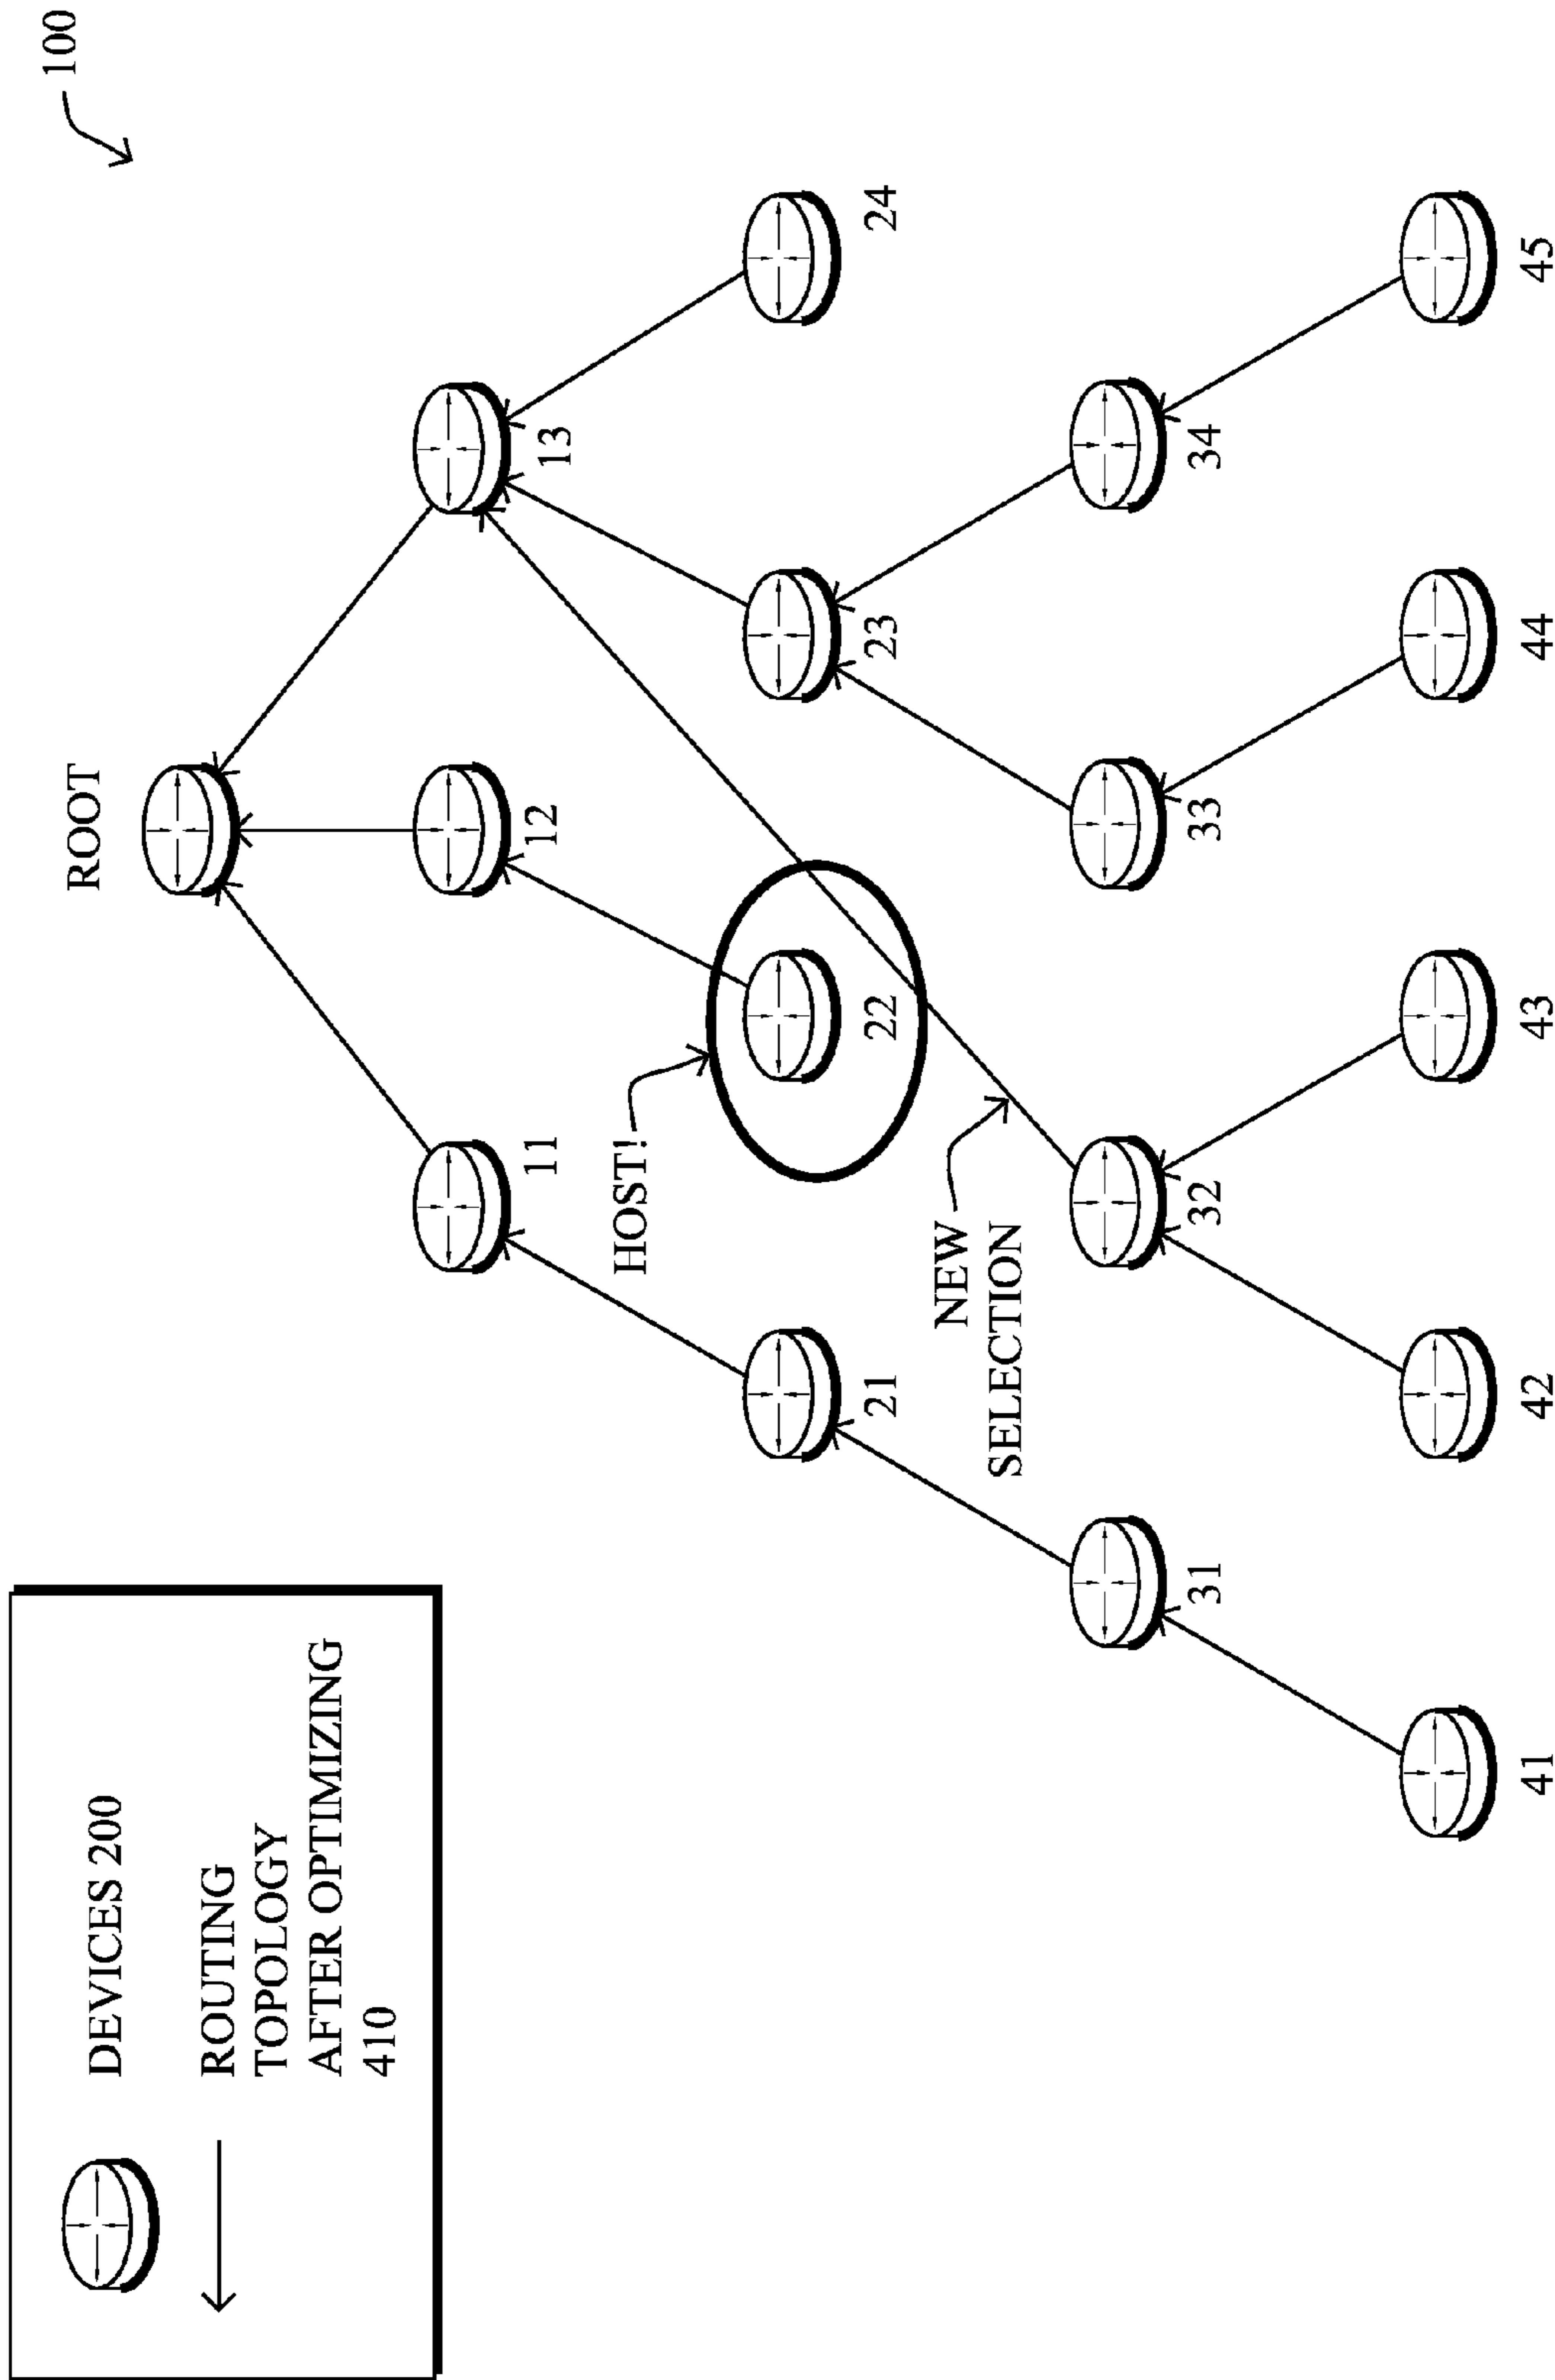 DEVICES 200
ROUTING
TOPOLOGY
AFTER OPTIMIZING
410
100
ROOT
11
12
13
HOST!
21
22
23
24
NEW
SELECTION
31
32
33
34
41
42
43
44
45